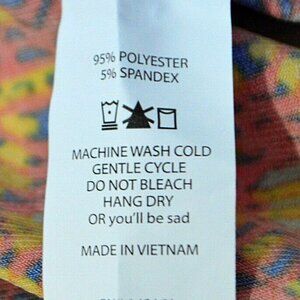 95% POLYESTER
5% SPANDEX
MACHINE WASH COLD
GENTLE CYCLE
DO NOT BLEACH
HANG DRY
OR you'll be sad
MADE IN VIETNAM